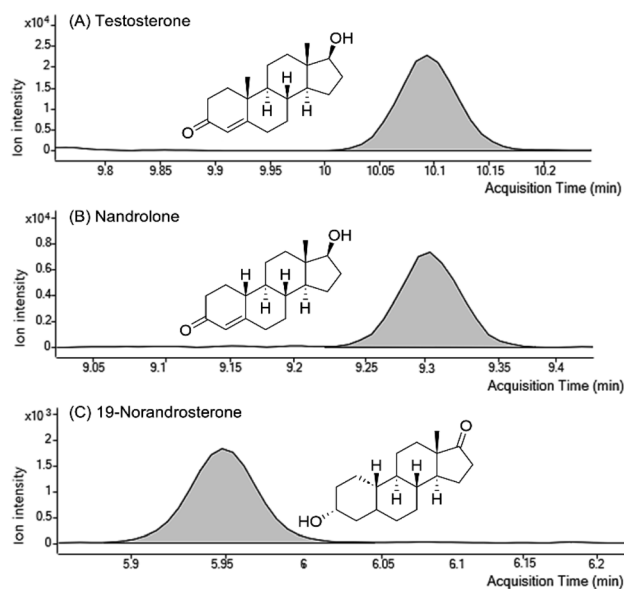 (A) Testosterone
x10⁴
2.5
2
1.5
1
0.5
0
Ion intensity
OH
H
H
H
O
9.8 9.85 9.9 9.95 10 10.05 10.1 10.15 10.2
Acquisition Time (min)
(B) Nandrolone
x10⁴
0.8
0.6
0.4
0.2
0
Ion intensity
OH
H
H
H
H
O
9.05 9.1 9.15 9.2 9.25 9.3 9.35 9.4
Acquisition Time (min)
(C) 19-Norandrosterone
x10³
2
1.5
1
0.5
0
Ion intensity
O
H
H
H
H
HO
5.9 5.95 6 6.05 6.1 6.15 6.2
Acquisition Time (min)